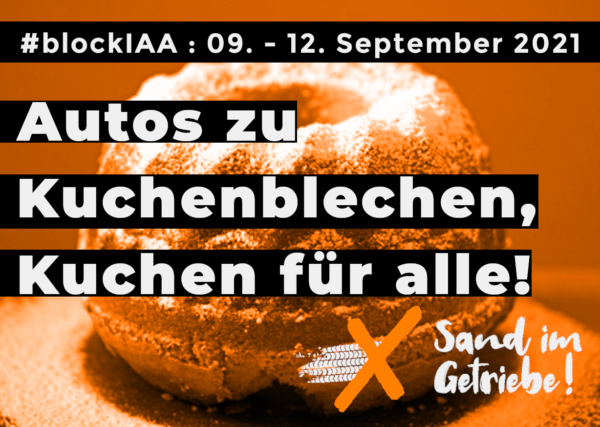 #blockIAA : 09. - 12. September 2021
Autos zu
Kuchenblechen,
Kuchen für alle!
Sand im
Getriebe!